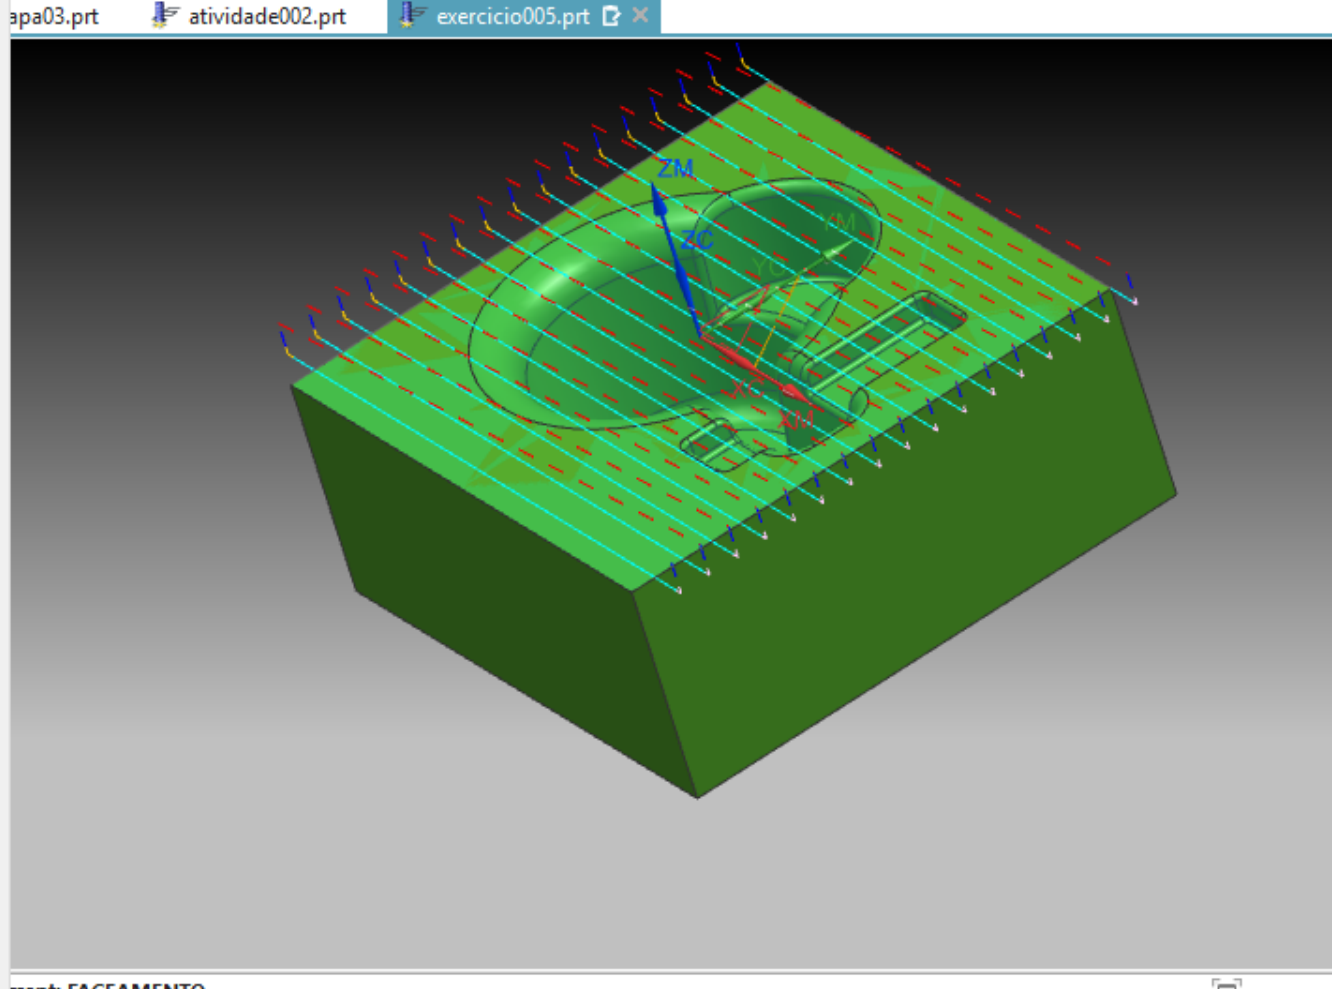 apa03.prt atividade002.prt exercicio005.prt
ZM
ZC
YM
YC
XC
XM
FACEAMENTO